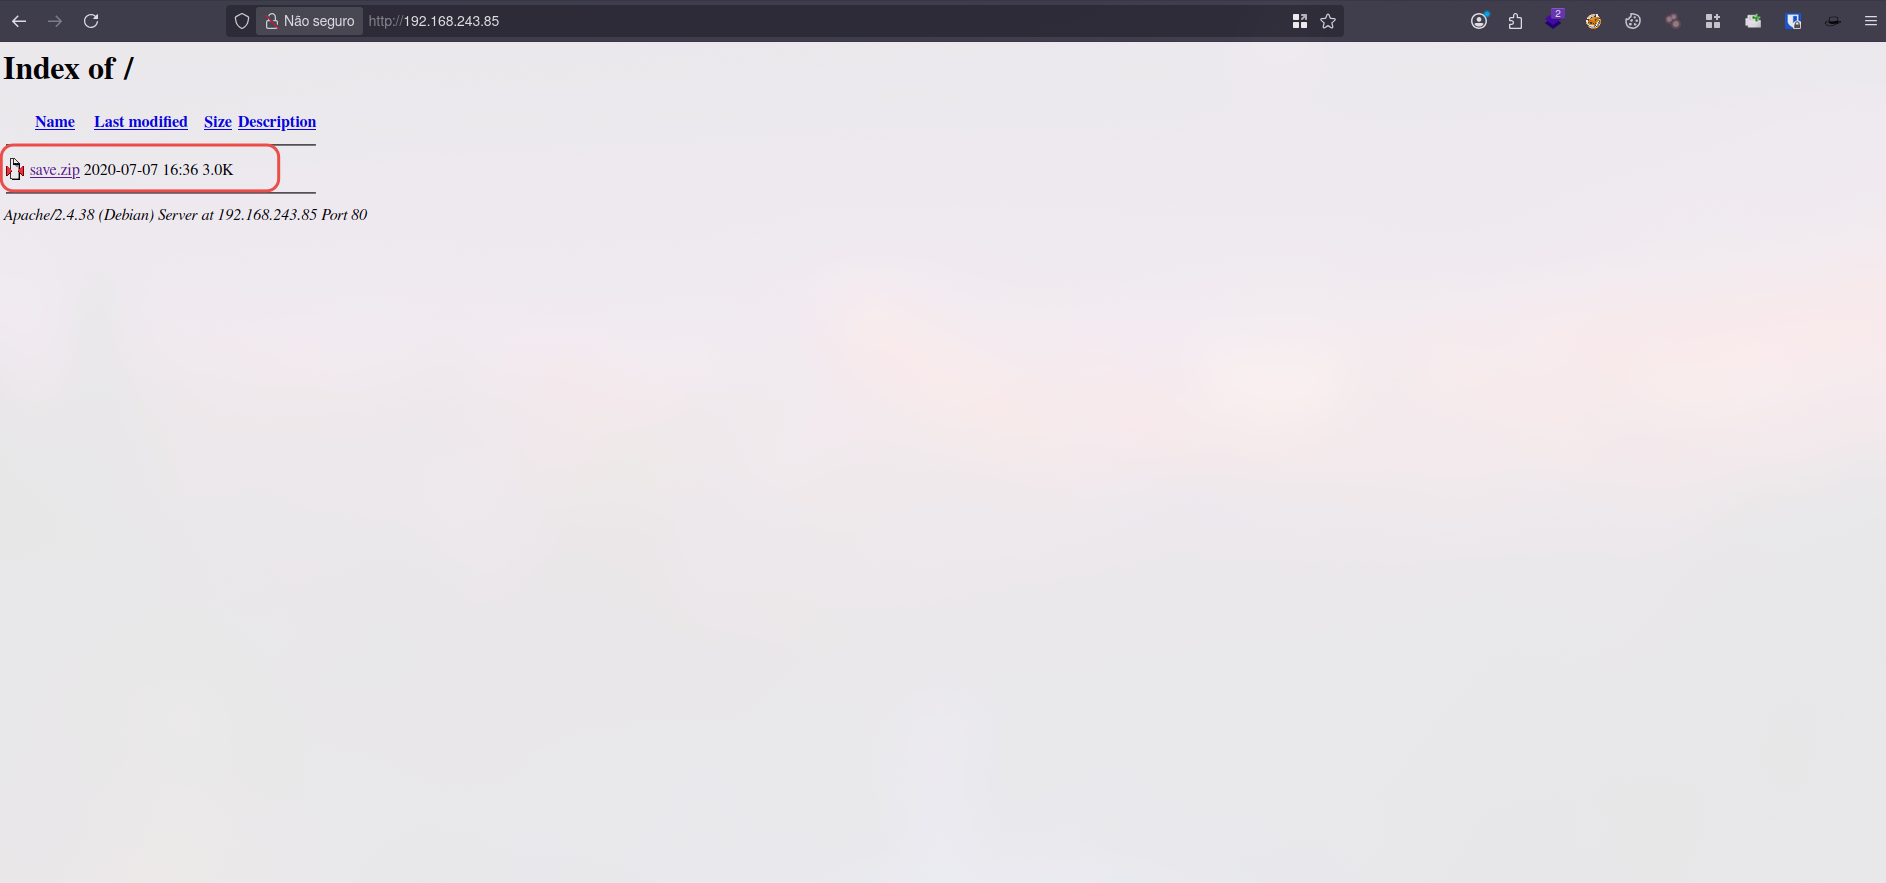 Não seguro http://192.168.243.85
2
Index of /
Name Last modified Size Description
save.zip 2020-07-07 16:36 3.0K
Apache/2.4.38 (Debian) Server at 192.168.243.85 Port 80